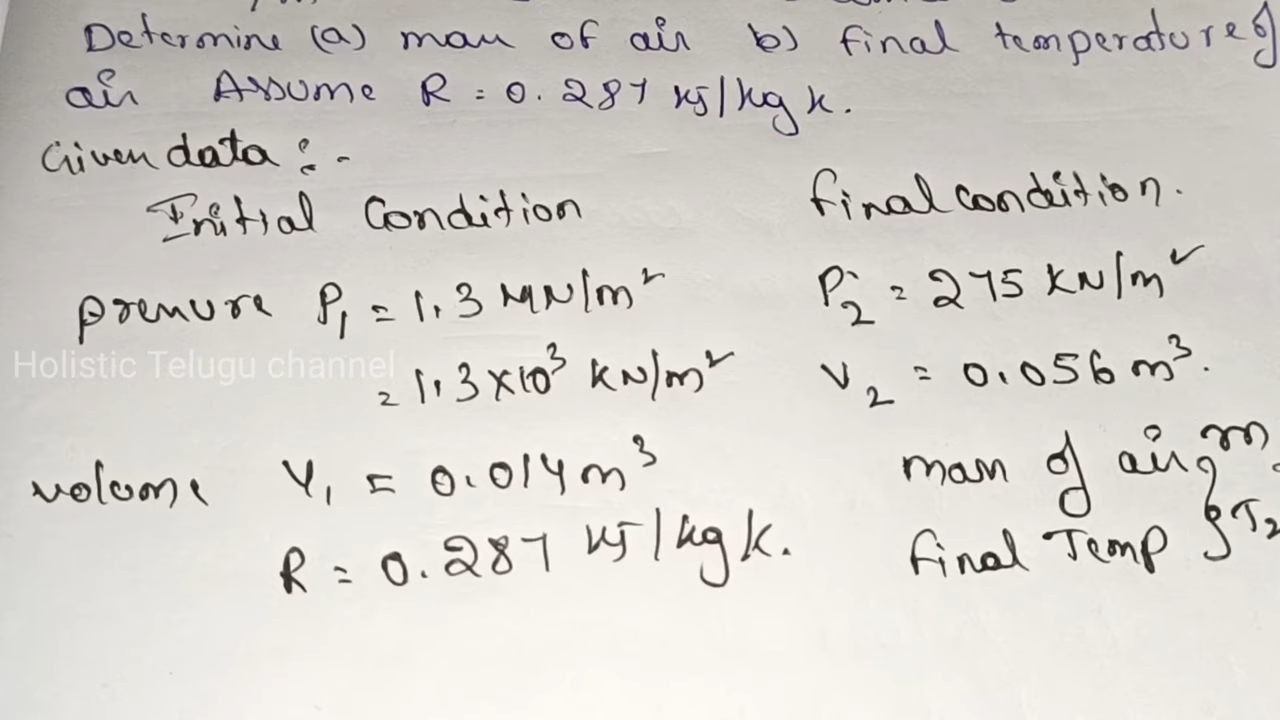 Determine (a) mass of air b) final temperature of
air Assume R = 0.287 kJ/kg k.
Given data :-
Initial Condition
final condition.
pressure P₁ = 1.3 MN/m²
= 1.3×10³ KN/m²
P₂ = 275 KN/m²
V₂ = 0.056 m³.
Holistic Telugu channel
volume V₁ = 0.014 m³
R = 0.287 kJ/kg k.
mass of air, m
final Temp } T₂